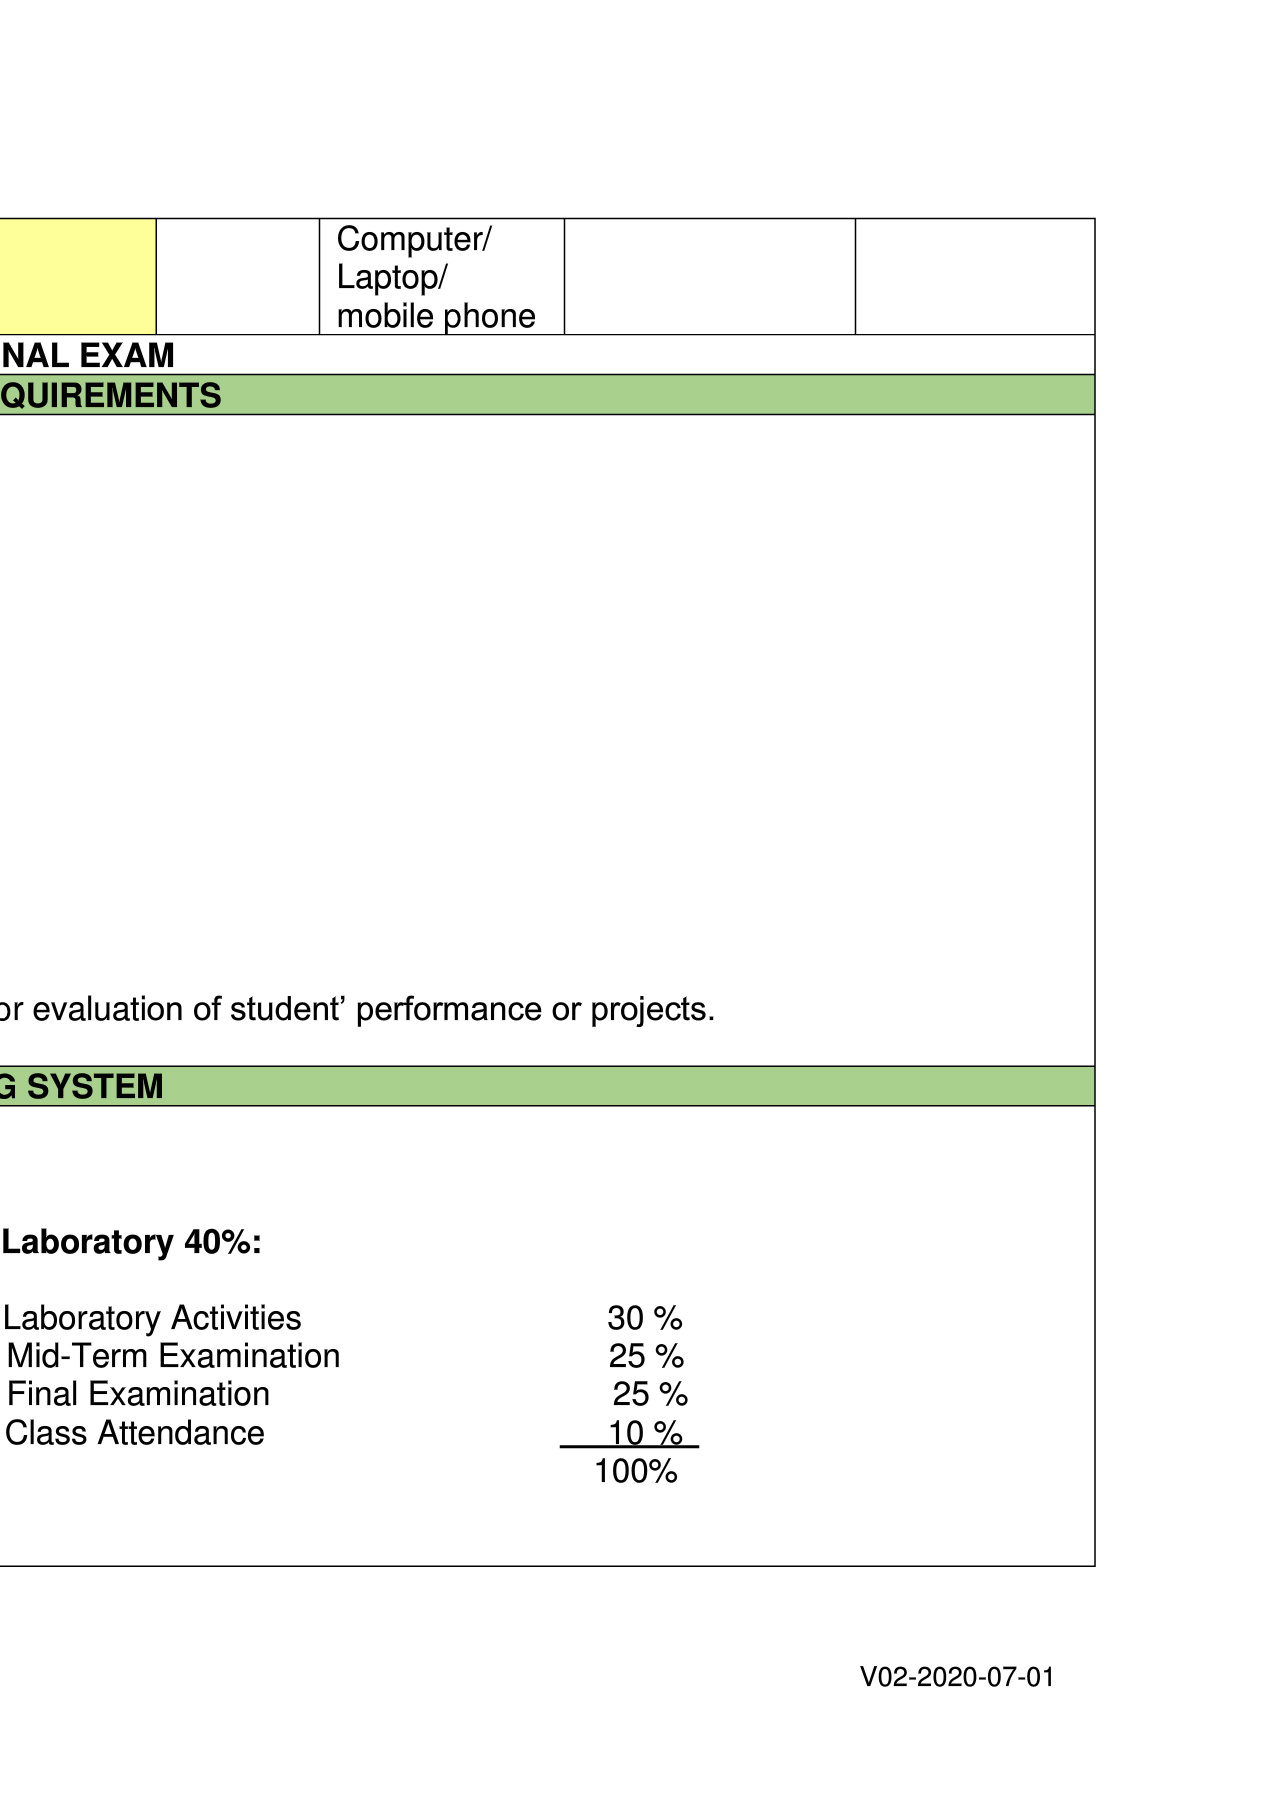 Computer/
Laptop/
mobile phone
NAL EXAM
QUIREMENTS
or evaluation of student’ performance or projects.
G SYSTEM
Laboratory 40%:
Laboratory Activities 30 %
Mid-Term Examination 25 %
Final Examination 25 %
Class Attendance 10 %
100%
V02-2020-07-01